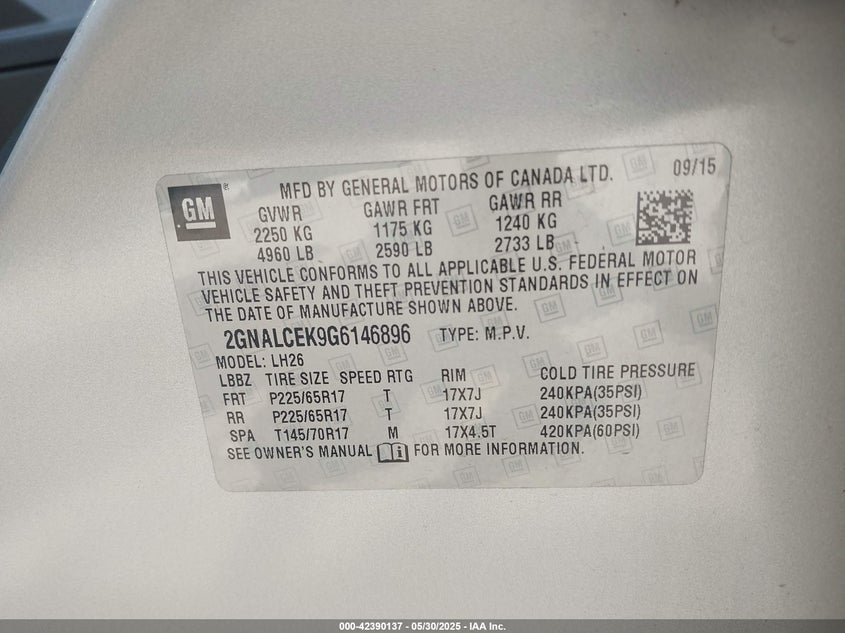 GM ® MFD BY GENERAL MOTORS OF CANADA LTD. 09/15
GVWR GAWR FRT GAWR RR
2250 KG 1175 KG 1240 KG
4960 LB 2590 LB 2733 LB
THIS VEHICLE CONFORMS TO ALL APPLICABLE U.S. FEDERAL MOTOR
VEHICLE SAFETY AND THEFT PREVENTION STANDARDS IN EFFECT ON
THE DATE OF MANUFACTURE SHOWN ABOVE.
2GNALCEK9G6146896 TYPE: M.P.V.
MODEL: LH26
LBBZ TIRE SIZE SPEED RTG RIM COLD TIRE PRESSURE
FRT P225/65R17 T 17X7J 240KPA(35PSI)
RR P225/65R17 T 17X7J 240KPA(35PSI)
SPA T145/70R17 M 17X4.5T 420KPA(60PSI)
SEE OWNER'S MANUAL i FOR MORE INFORMATION.
000-42390137 - 05/30/2025 - IAA Inc.